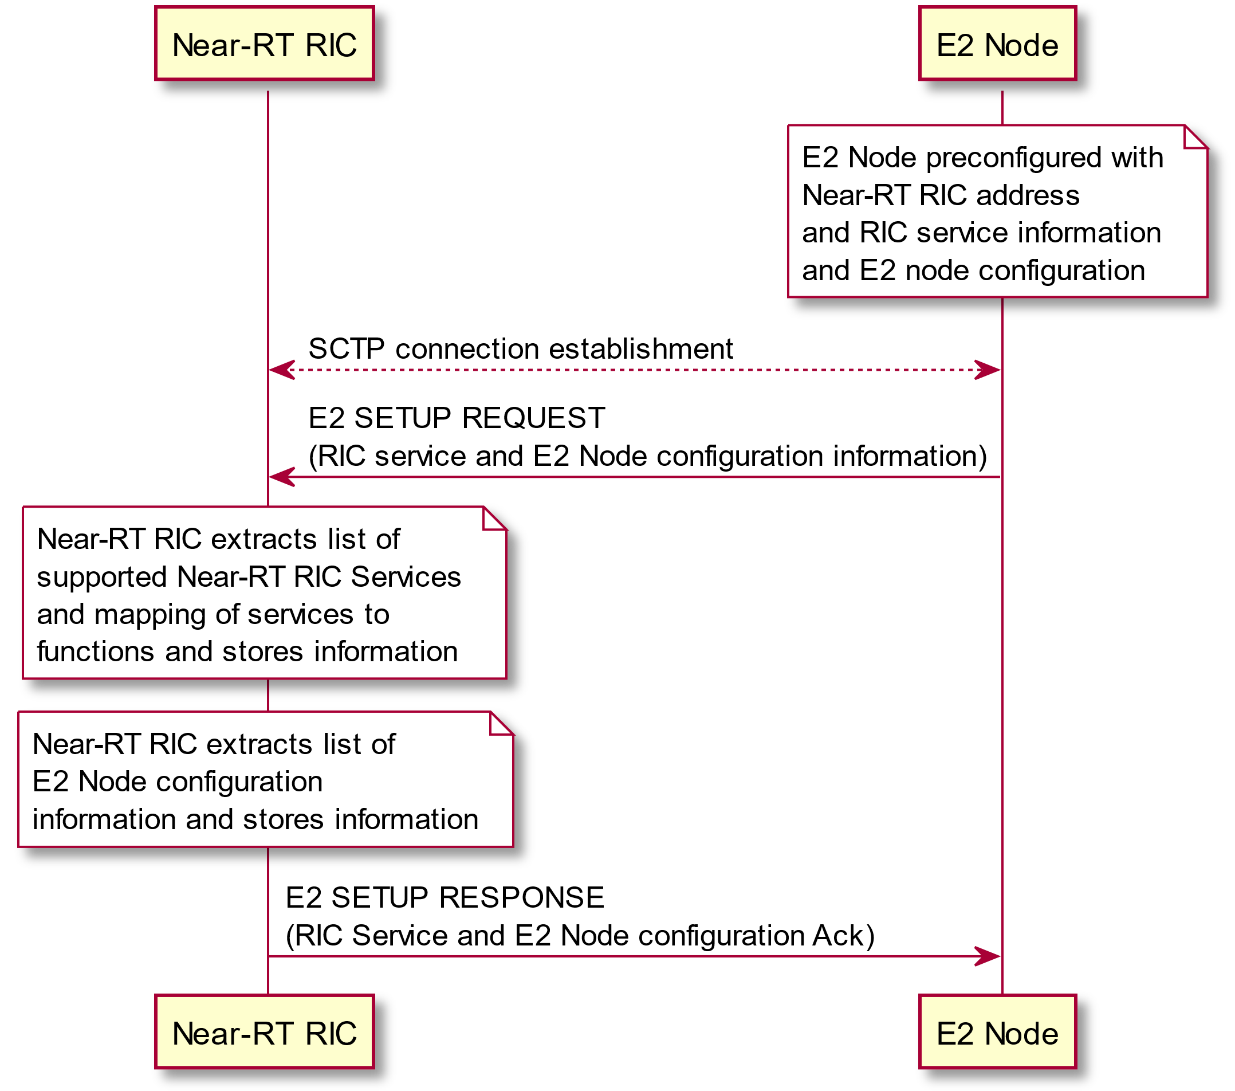 Near-RT RIC
E2 Node
E2 Node preconfigured with
Near-RT RIC address
and RIC service information
and E2 node configuration
SCTP connection establishment
E2 SETUP REQUEST
(RIC service and E2 Node configuration information)
Near-RT RIC extracts list of
supported Near-RT RIC Services
and mapping of services to
functions and stores information
Near-RT RIC extracts list of
E2 Node configuration
information and stores information
E2 SETUP RESPONSE
(RIC Service and E2 Node configuration Ack)
Near-RT RIC
E2 Node